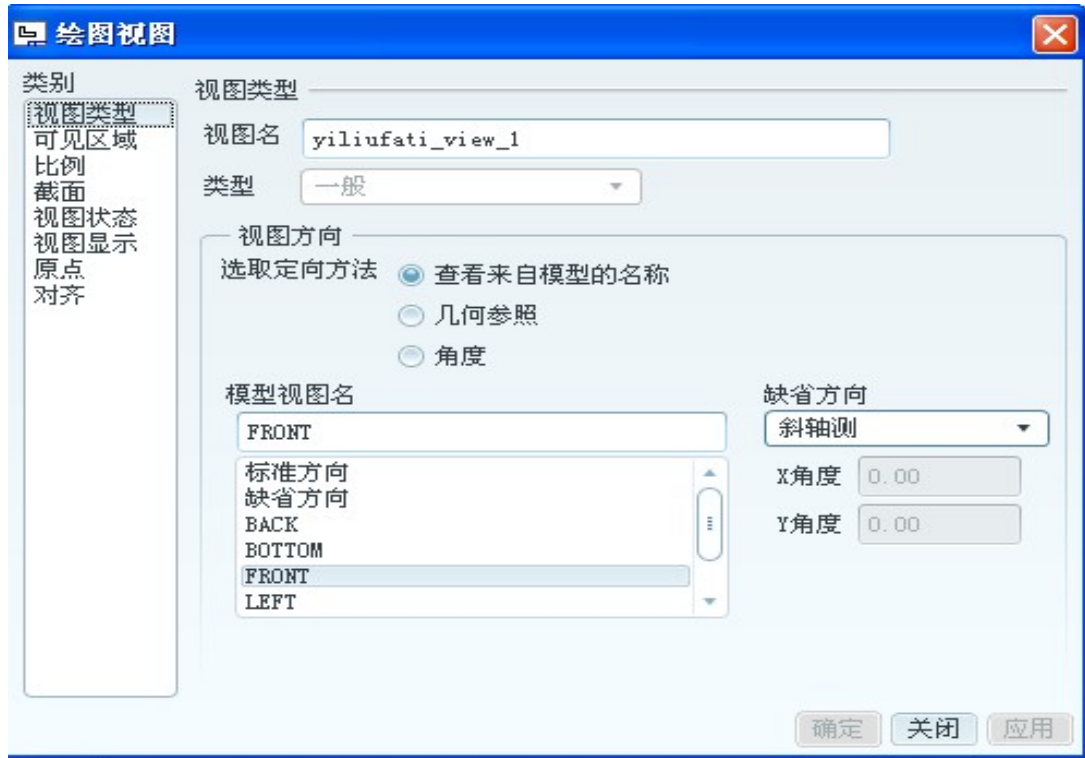 绘图视图
类别
视图类型
可见区域
比例
截面
视图状态
视图显示
原点
对齐
视图类型
视图名 yiliufati_view_1
类型 一般
视图方向
选取定向方法 查看来自模型的名称
几何参照
角度
模型视图名
FRONT
标准方向
缺省方向
BACK
BOTTOM
FRONT
LEFT
缺省方向
斜轴测
X角度 0.00
Y角度 0.00
确定 关闭 应用